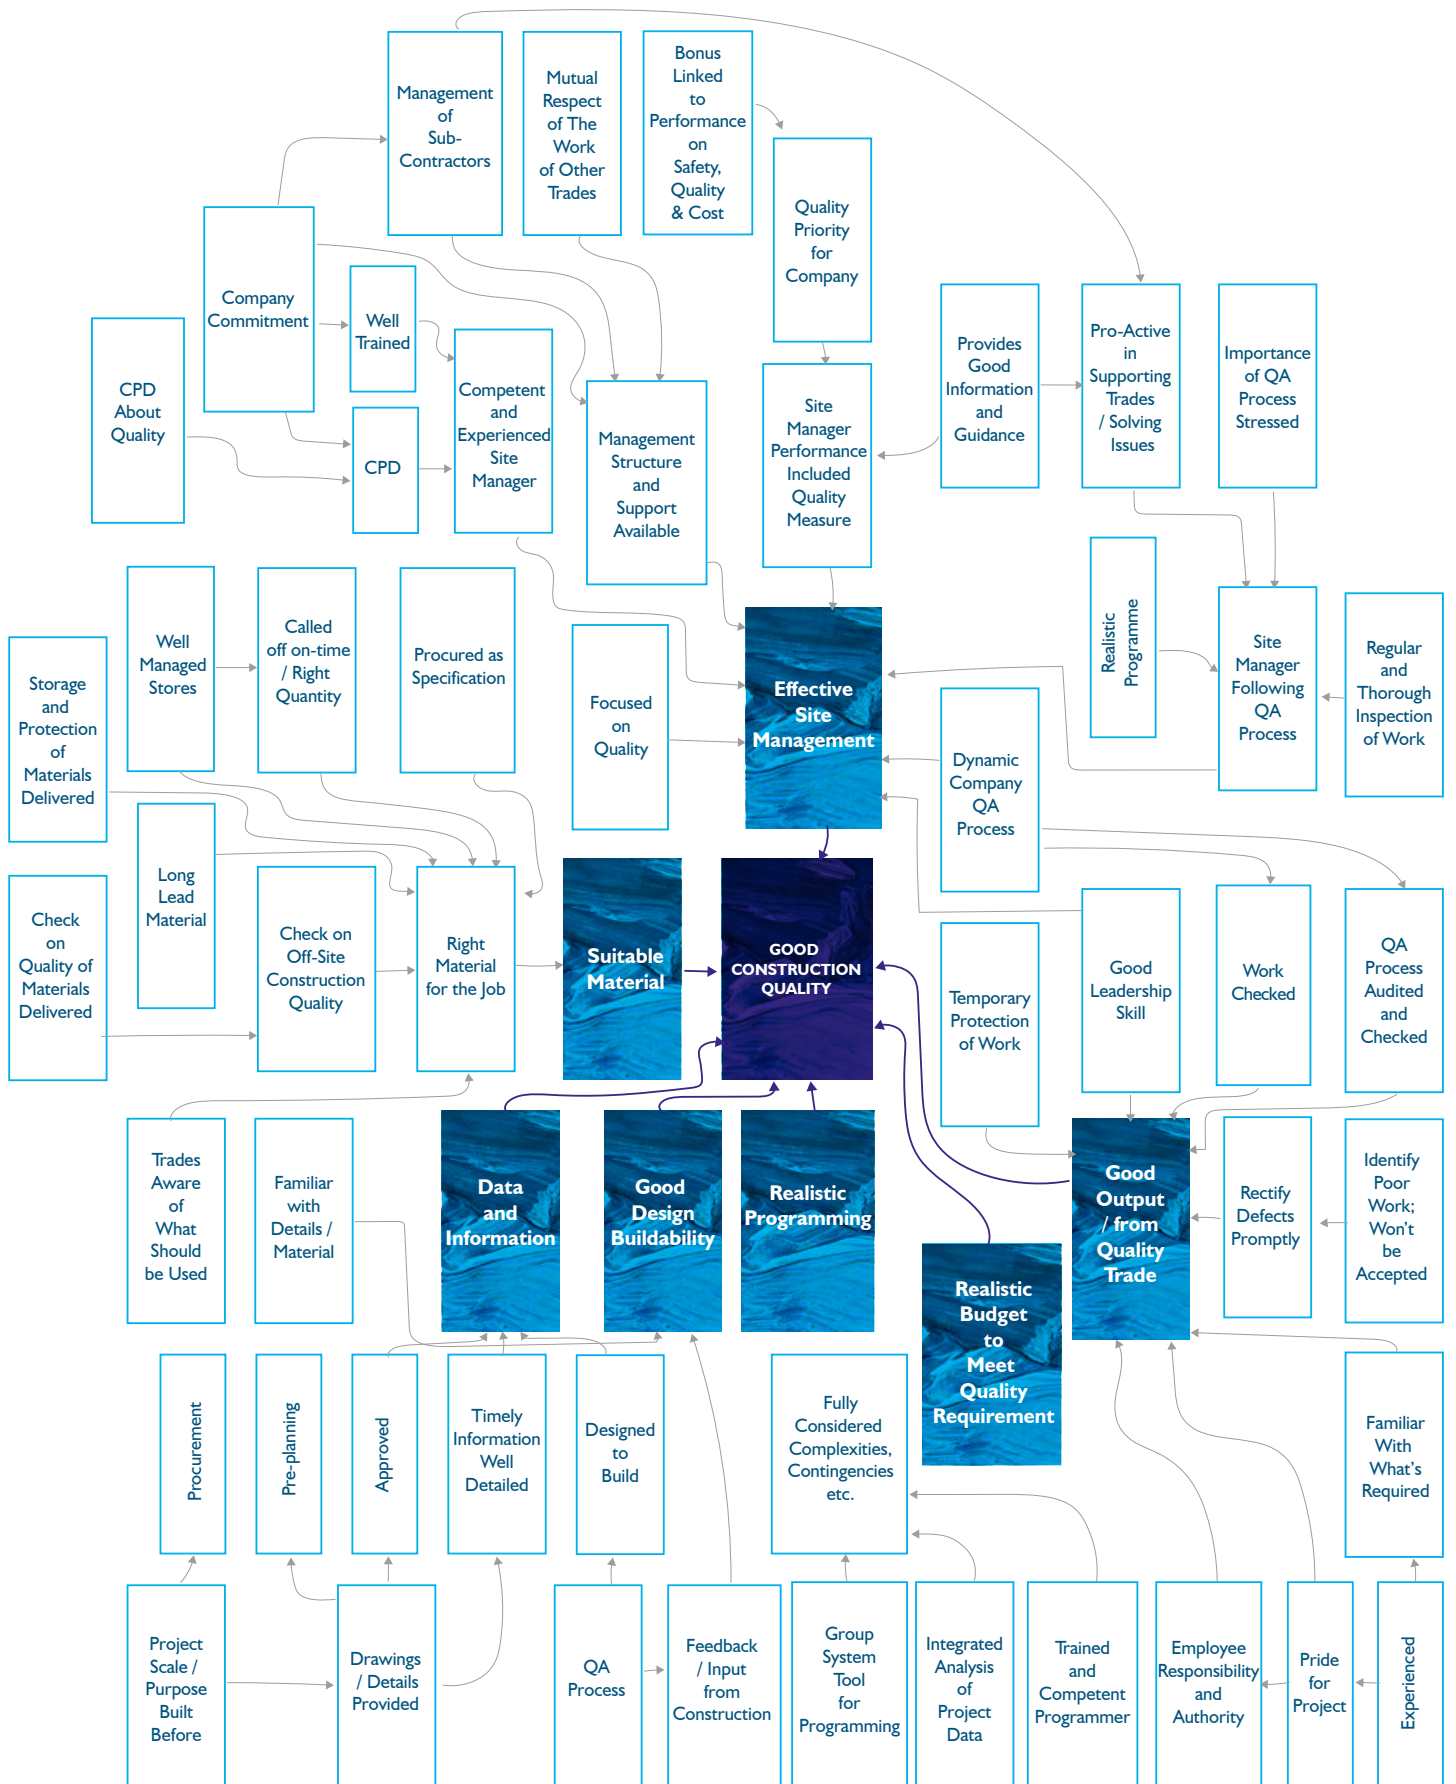 Management
of
Sub-
Contractors
Mutual
Respect
of The
Work
of Other
Trades
Bonus
Linked
to
Performance
on
Safety,
Quality
& Cost
Quality
Priority
for
Company
Company
Commitment
Well
Trained
CPD
About
Quality
CPD
Competent
and
Experienced
Site
Manager
Management
Structure
and
Support
Available
Site
Manager
Performance
Included
Quality
Measure
Provides
Good
Information
and
Guidance
Pro-Active
in
Supporting
Trades
/ Solving
Issues
Importance
of QA
Process
Stressed
Storage
and
Protection
of
Materials
Delivered
Well
Managed
Stores
Called
off on-time
/ Right
Quantity
Procured as
Specification
Focused
on
Quality
Effective
Site
Management
Realistic
Programme
Site
Manager
Following
QA
Process
Regular
and
Thorough
Inspection
of Work
Dynamic
Company
QA
Process
Check
on
Quality of
Materials
Delivered
Long
Lead
Material
Check on
Off-Site
Construction
Quality
Right
Material
for the Job
Suitable
Material
GOOD
CONSTRUCTION
QUALITY
Temporary
Protection
of Work
Good
Leadership
Skill
Work
Checked
QA
Process
Audited
and
Checked
Trades
Aware
of
What
Should
be Used
Familiar
with
Details /
Material
Data
and
Information
Good
Design
Buildability
Realistic
Programming
Realistic
Budget
to
Meet
Quality
Requirement
Good
Output
/ from
Quality
Trade
Rectify
Defects
Promptly
Identify
Poor
Work;
Won't
be
Accepted
Procurement
Pre-planning
Approved
Timely
Information
Well
Detailed
Designed
to
Build
Fully
Considered
Complexities,
Contingencies
etc.
Familiar
With
What's
Required
Project
Scale /
Purpose
Built
Before
Drawings
/ Details
Provided
QA
Process
Feedback
/ Input
from
Construction
Group
System
Tool
for
Programming
Integrated
Analysis
of
Project
Data
Trained
and
Competent
Programmer
Employee
Responsibility
and
Authority
Pride
for
Project
Experienced